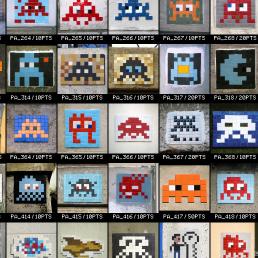 PA_264/10PTS PA_265/10PTS PA_266/10PTS PA_267/10PTS PA_268/20PTS
PA_314/10PTS PA_315/10PTS PA_316/10PTS PA_317/20PTS PA_318/20PTS
PA_364/10PTS PA_365/10PTS PA_366/10PTS PA_367/20PTS PA_368/10PTS
PA_414/10PTS PA_415/10PTS PA_416/10PTS PA_417/50PTS PA_418/10PTS